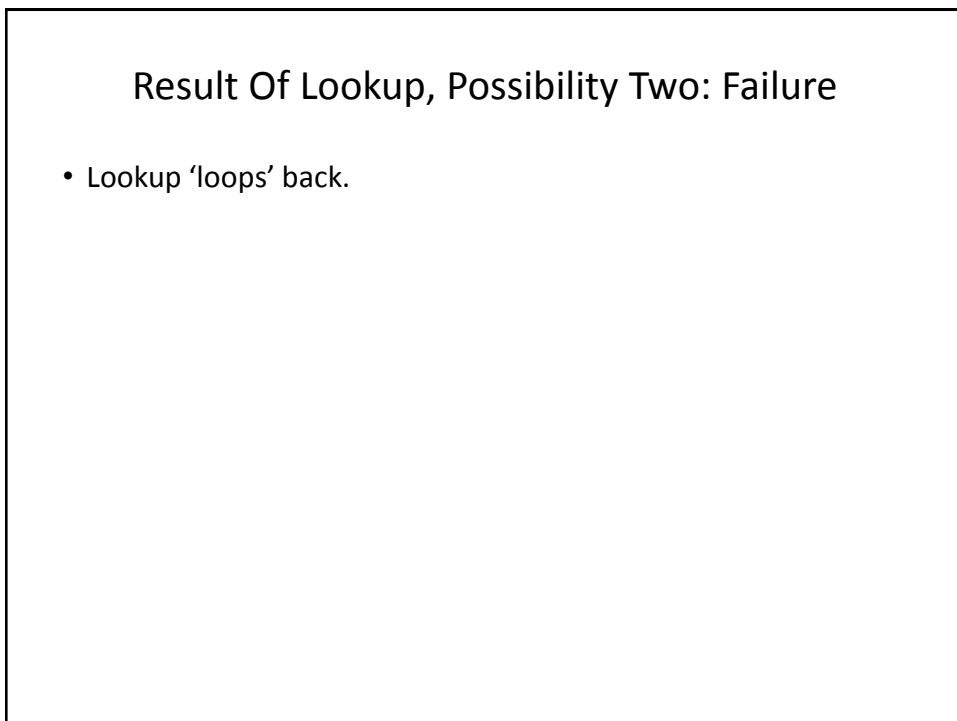 Result Of Lookup, Possibility Two: Failure
• Lookup ‘loops’ back.